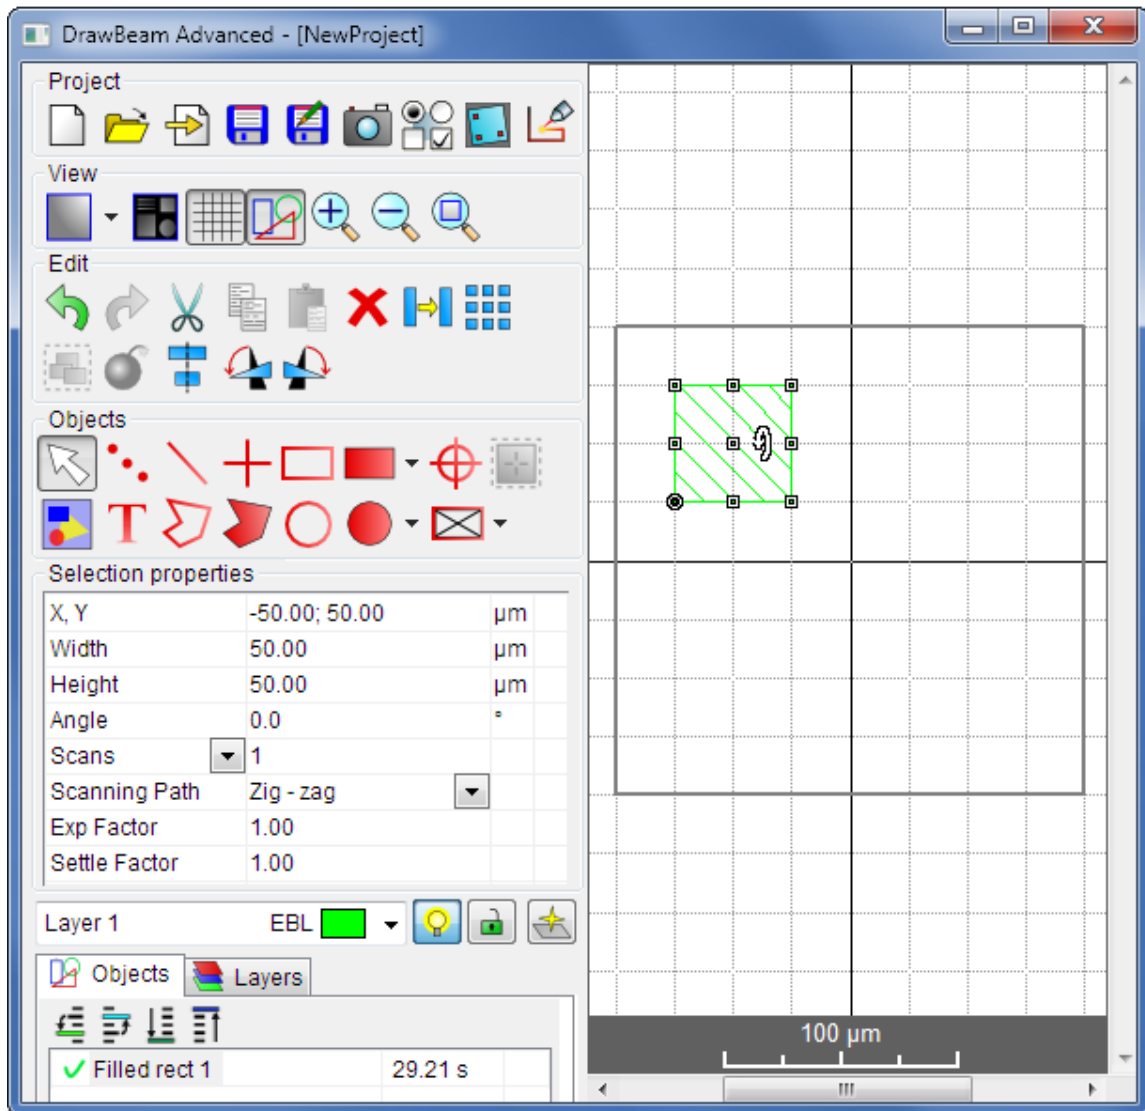 DrawBeam Advanced - [NewProject]
Project
View
Edit
Objects
T
Selection properties
X, Y -50.00; 50.00 µm
Width 50.00 µm
Height 50.00 µm
Angle 0.0 °
Scans 1
Scanning Path Zig - zag
Exp Factor 1.00
Settle Factor 1.00
Layer 1 EBL
Objects Layers
Filled rect 1 29.21 s
100 µm